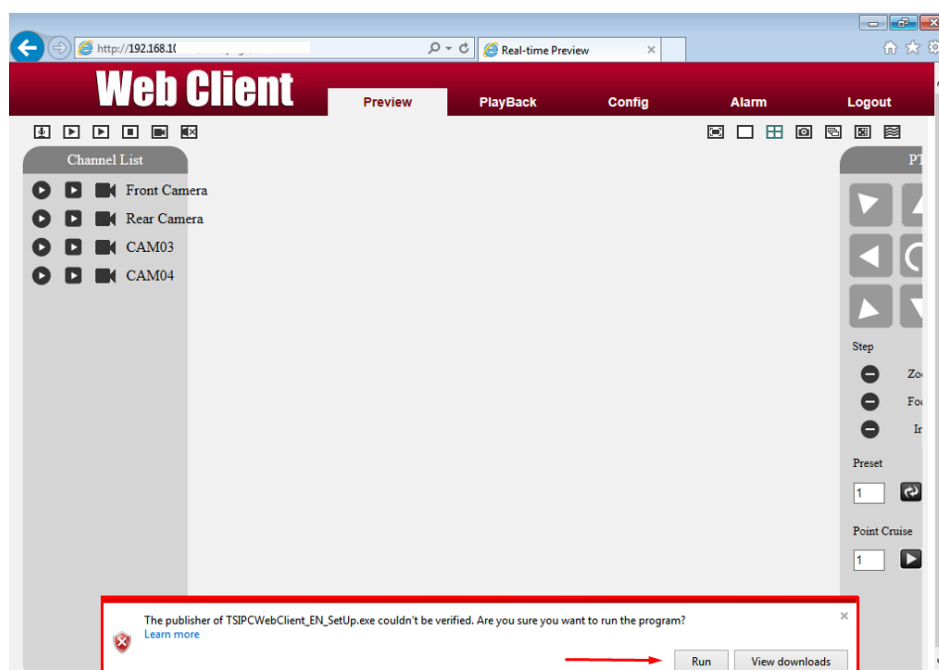 http://192.168.10
Real-time Preview
Web Client
Preview PlayBack Config Alarm Logout
Channel List
Front Camera
Rear Camera
CAM03
CAM04
Step
Preset
1
Point Cruise
1
The publisher of TSIPCWebClient_EN_SetUp.exe couldn't be verified. Are you sure you want to run the program?
Learn more
Run View downloads